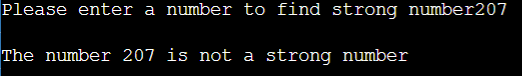 Please enter a number to find strong number207
The number 207 is not a strong number